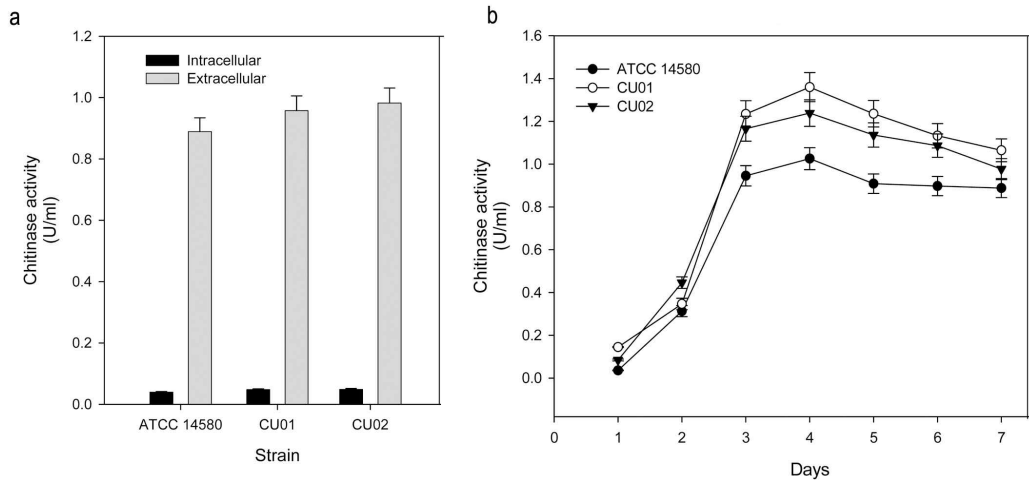 a
Chitinase activity
(U/ml)
1.2
1.0
0.8
0.6
0.4
0.2
0.0
Intracellular
Extracellular
ATCC 14580
CU01
CU02
Strain
b
Chitinase activity
(U/ml)
1.6
1.4
1.2
1.0
0.8
0.6
0.4
0.2
0.0
ATCC 14580
CU01
CU02
0 1 2 3 4 5 6 7
Days